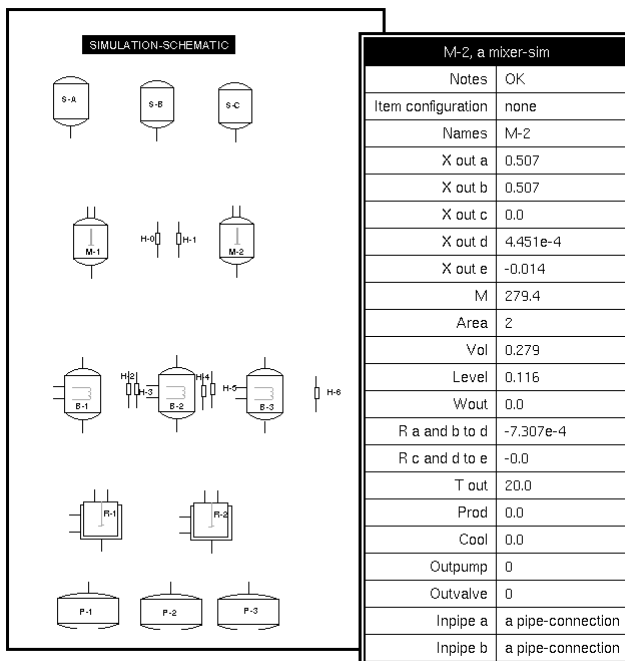 SIMULATION-SCHEMATIC
S-A S-B S-C
M-1 H-0 H-1 M-2
H-2 H-3 H-4 H-5 H-6
B-1 B-2 B-3
R-1 R-2
P-1 P-2 P-3
M-2, a mixer-sim
Notes OK
Item configuration none
Names M-2
X out a 0.507
X out b 0.507
X out c 0.0
X out d 4.451e-4
X out e -0.014
M 279.4
Area 2
Vol 0.279
Level 0.116
Wout 0.0
R a and b to d -7.307e-4
R c and d to e -0.0
T out 20.0
Prod 0.0
Cool 0.0
Outpump 0
Outvalve 0
Inpipe a a pipe-connection
Inpipe b a pipe-connection